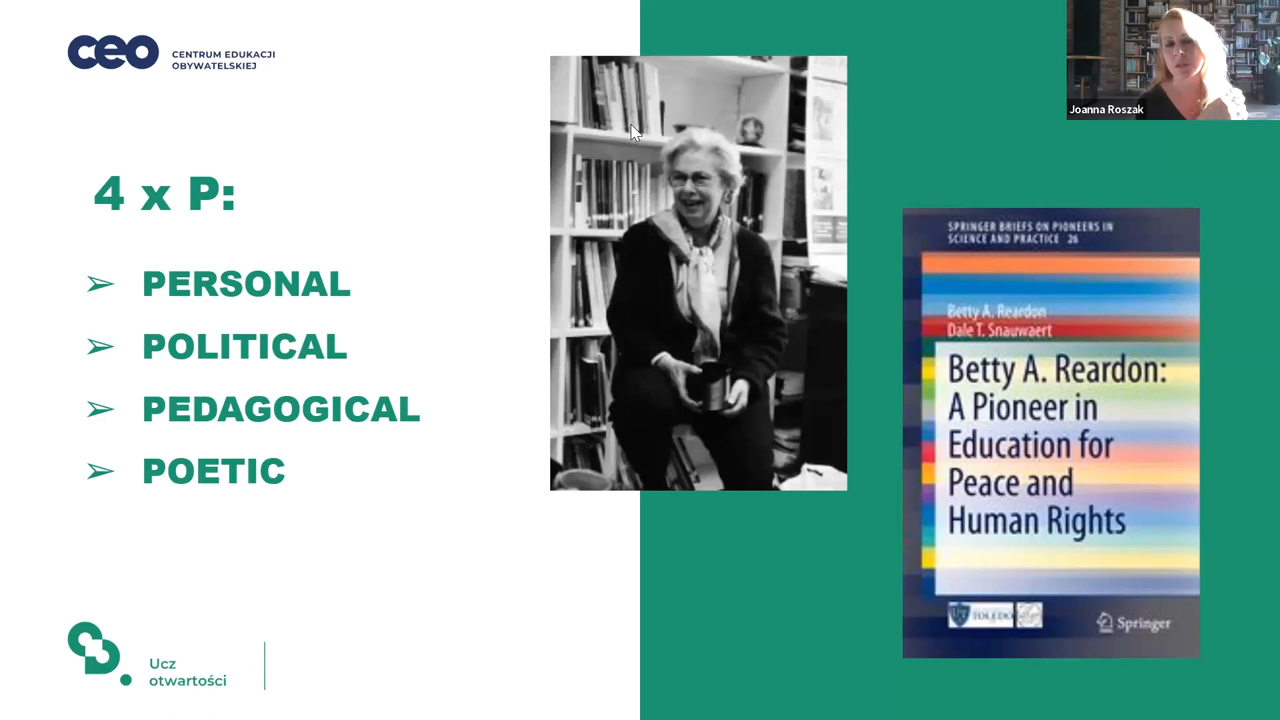 ceo
CENTRUM EDUKACJI
OBYWATELSKIEJ
4 x P:
➢ PERSONAL
➢ POLITICAL
➢ PEDAGOGICAL
➢ POETIC
Ucz
otwartości
Joanna Roszak
SPRINGER BRIEFS ON PIONEERS IN
SCIENCE AND PRACTICE 26
Betty A. Reardon
Dale T. Snauwaert
Betty A. Reardon:
A Pioneer in
Education for
Peace and
Human Rights
TOLEDO
Springer